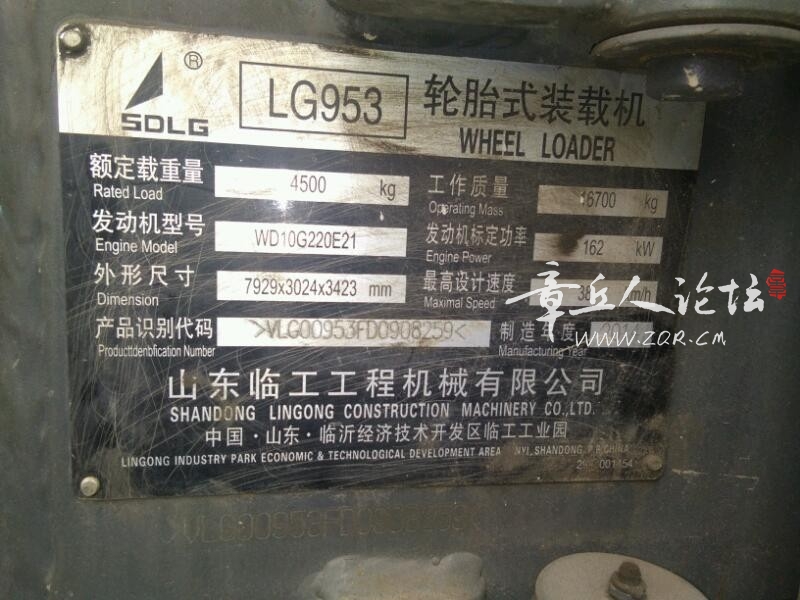 SDLG ®
LG953
轮胎式装载机
WHEEL LOADER
额定载重量 4500 kg
Rated Load
工作质量 16700 kg
Operating Mass
发动机型号 WD10G220E21
Engine Model
发动机标定功率 162 kW
Engine Power
外形尺寸 7929x3024x3423 mm
Dimension
最高设计速度 38
Maximal Speed
产品识别代码 >VLG00953FD0908259<
Productidenbfication Number
制造年度
Manufacturing Year
山东临工工程机械有限公司
SHANDONG LINGONG CONSTRUCTION MACHINERY CO.,LTD.
中国·山东·临沂经济技术开发区临工工业园
LINGONG INDUSTRY PARK ECONOMIC & TECHNOLOGICAL DEVELOPMENT AREA NYI,SHANDONG, P.R.CHINA
章丘人论坛
www.ZQR.cn